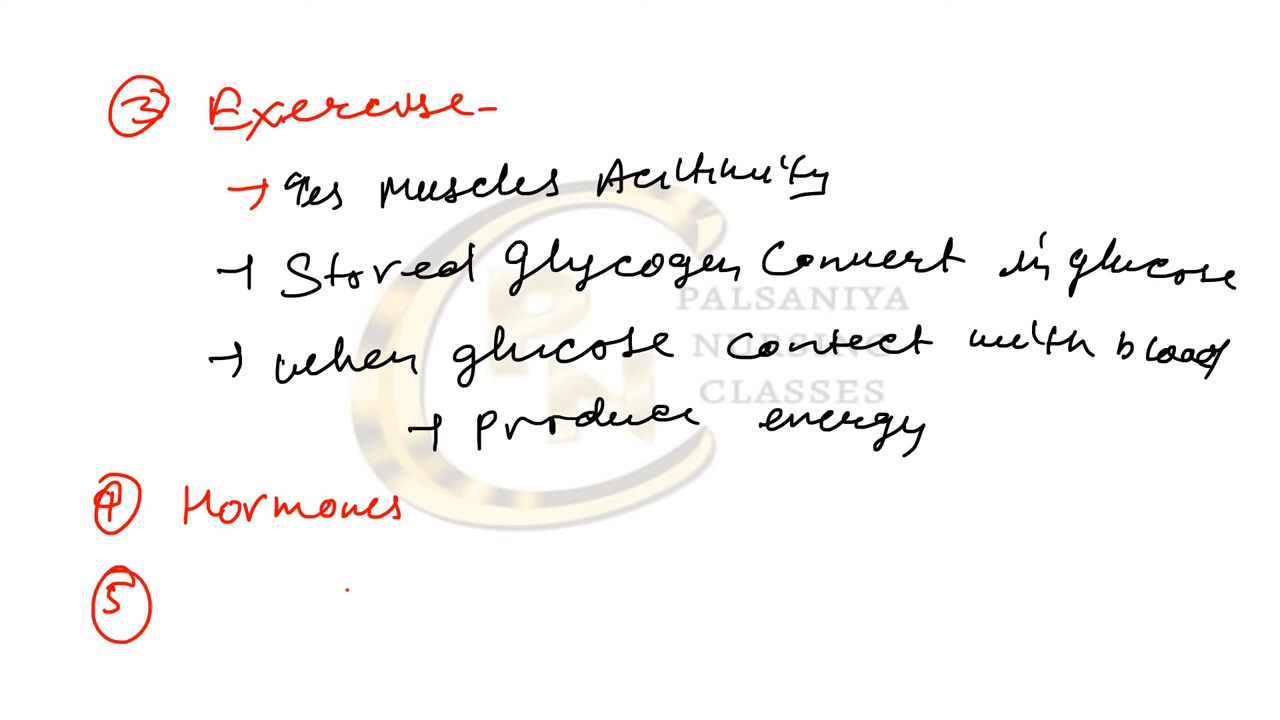 ③ Exercise-
→ ↑es Muscles Acitivity
→ Stored Glycogen Convert in glucose
→ when glucose contect with blood
→ Produce energy
④ Hormones
⑤
PALSANIYA
NURSING
CLASSES